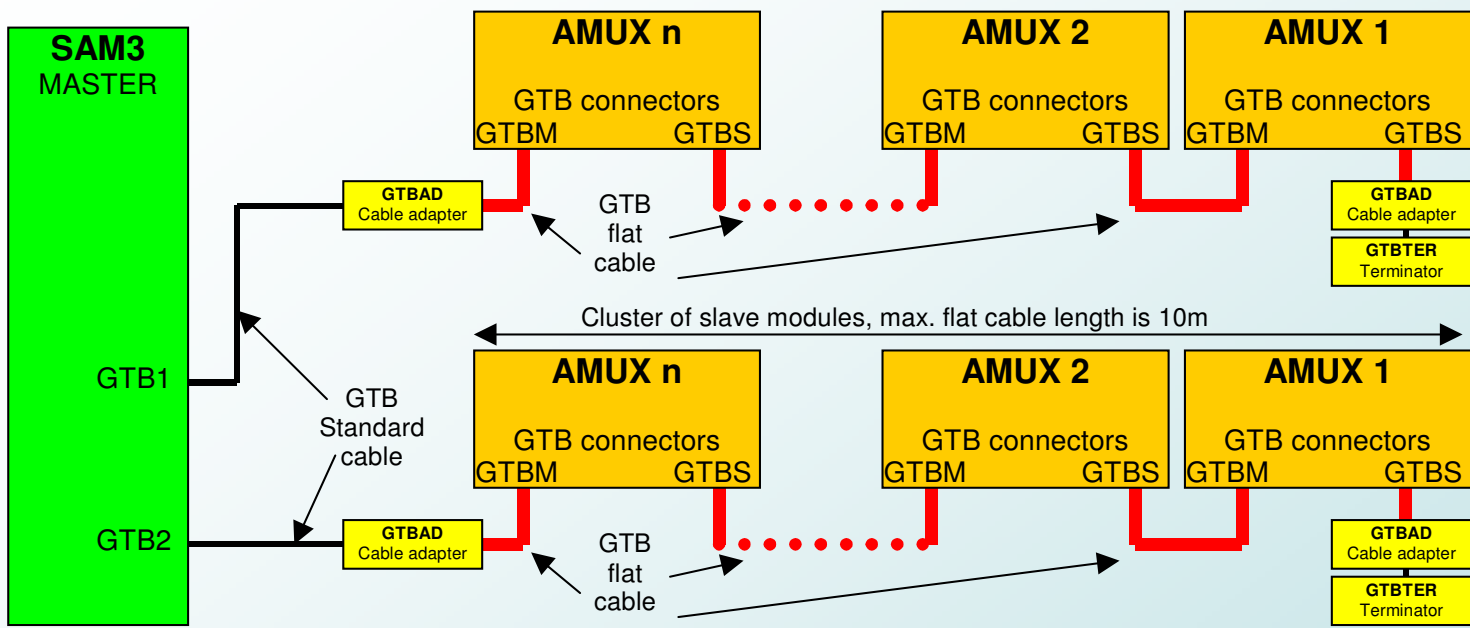 SAM3
MASTER
GTB1
GTB2
GTB
Standard
cable
AMUX n
GTB connectors
GTBM GTBS
AMUX 2
GTB connectors
GTBM GTBS
AMUX 1
GTB connectors
GTBM GTBS
GTBAD
Cable adapter
GTB
flat
cable
GTBAD
Cable adapter
GTBTER
Terminator
Cluster of slave modules, max. flat cable length is 10m
AMUX n
GTB connectors
GTBM GTBS
AMUX 2
GTB connectors
GTBM GTBS
AMUX 1
GTB connectors
GTBM GTBS
GTBAD
Cable adapter
GTB
flat
cable
GTBAD
Cable adapter
GTBTER
Terminator